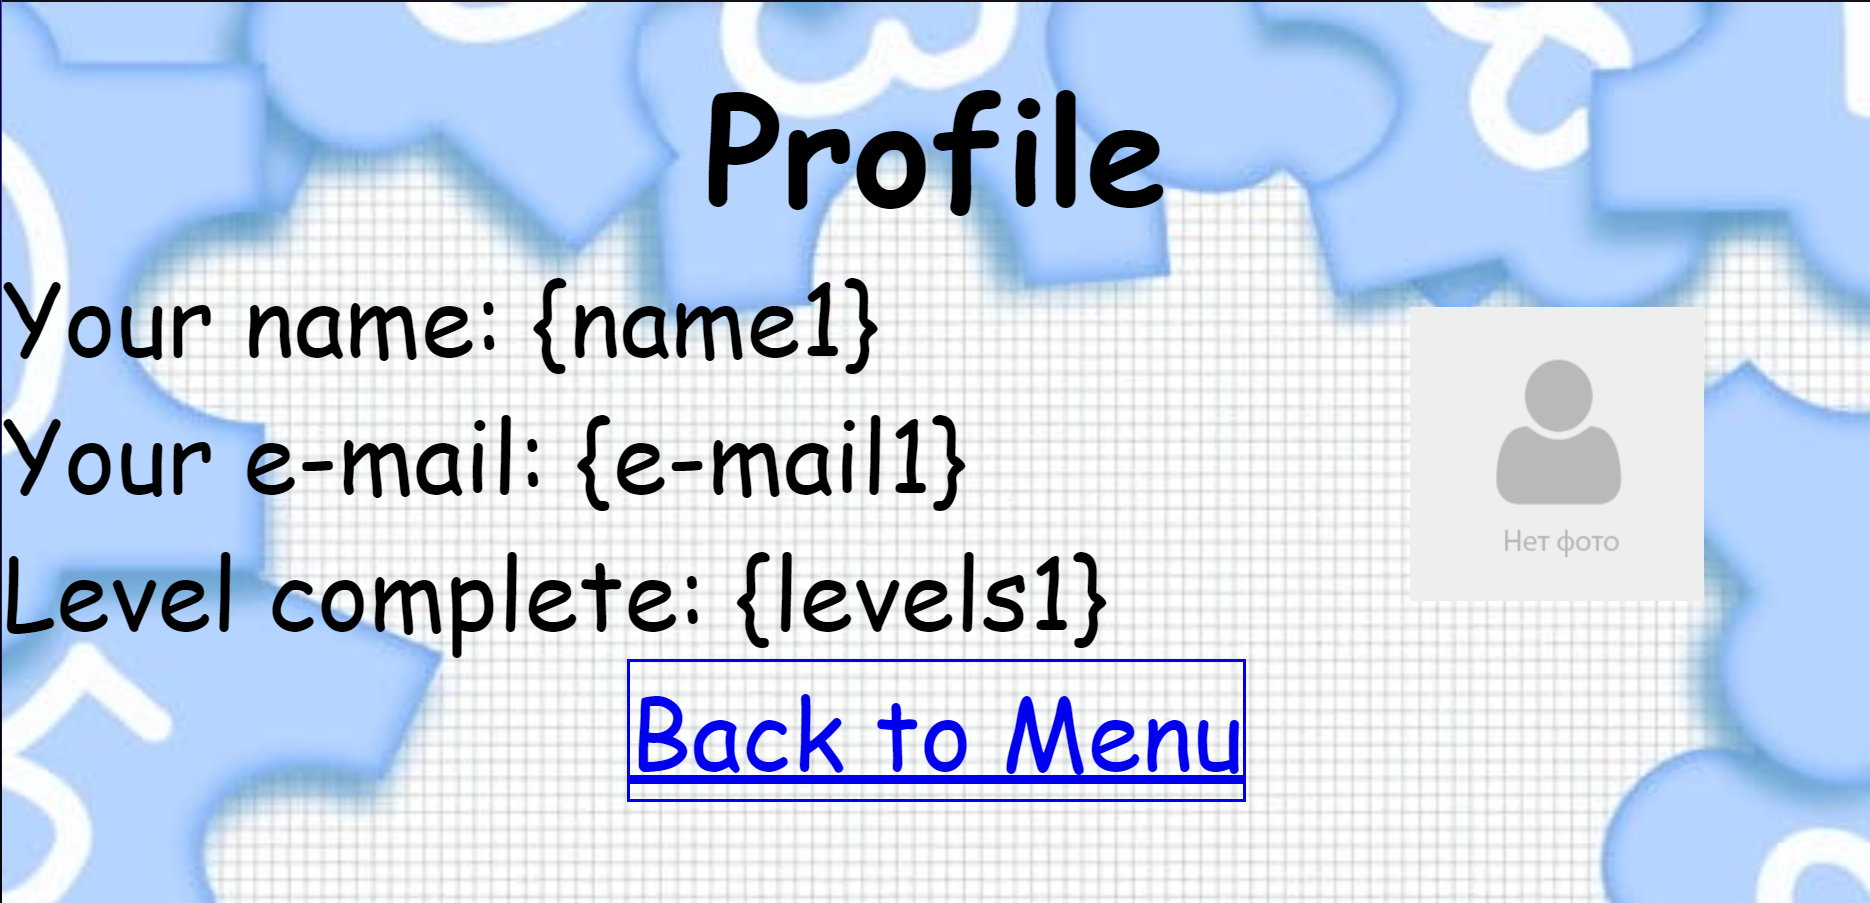 Profile
Your name: {name1}
Your e-mail: {e-mail1}
Level complete: {levels1}
Нет фото
Back to Menu